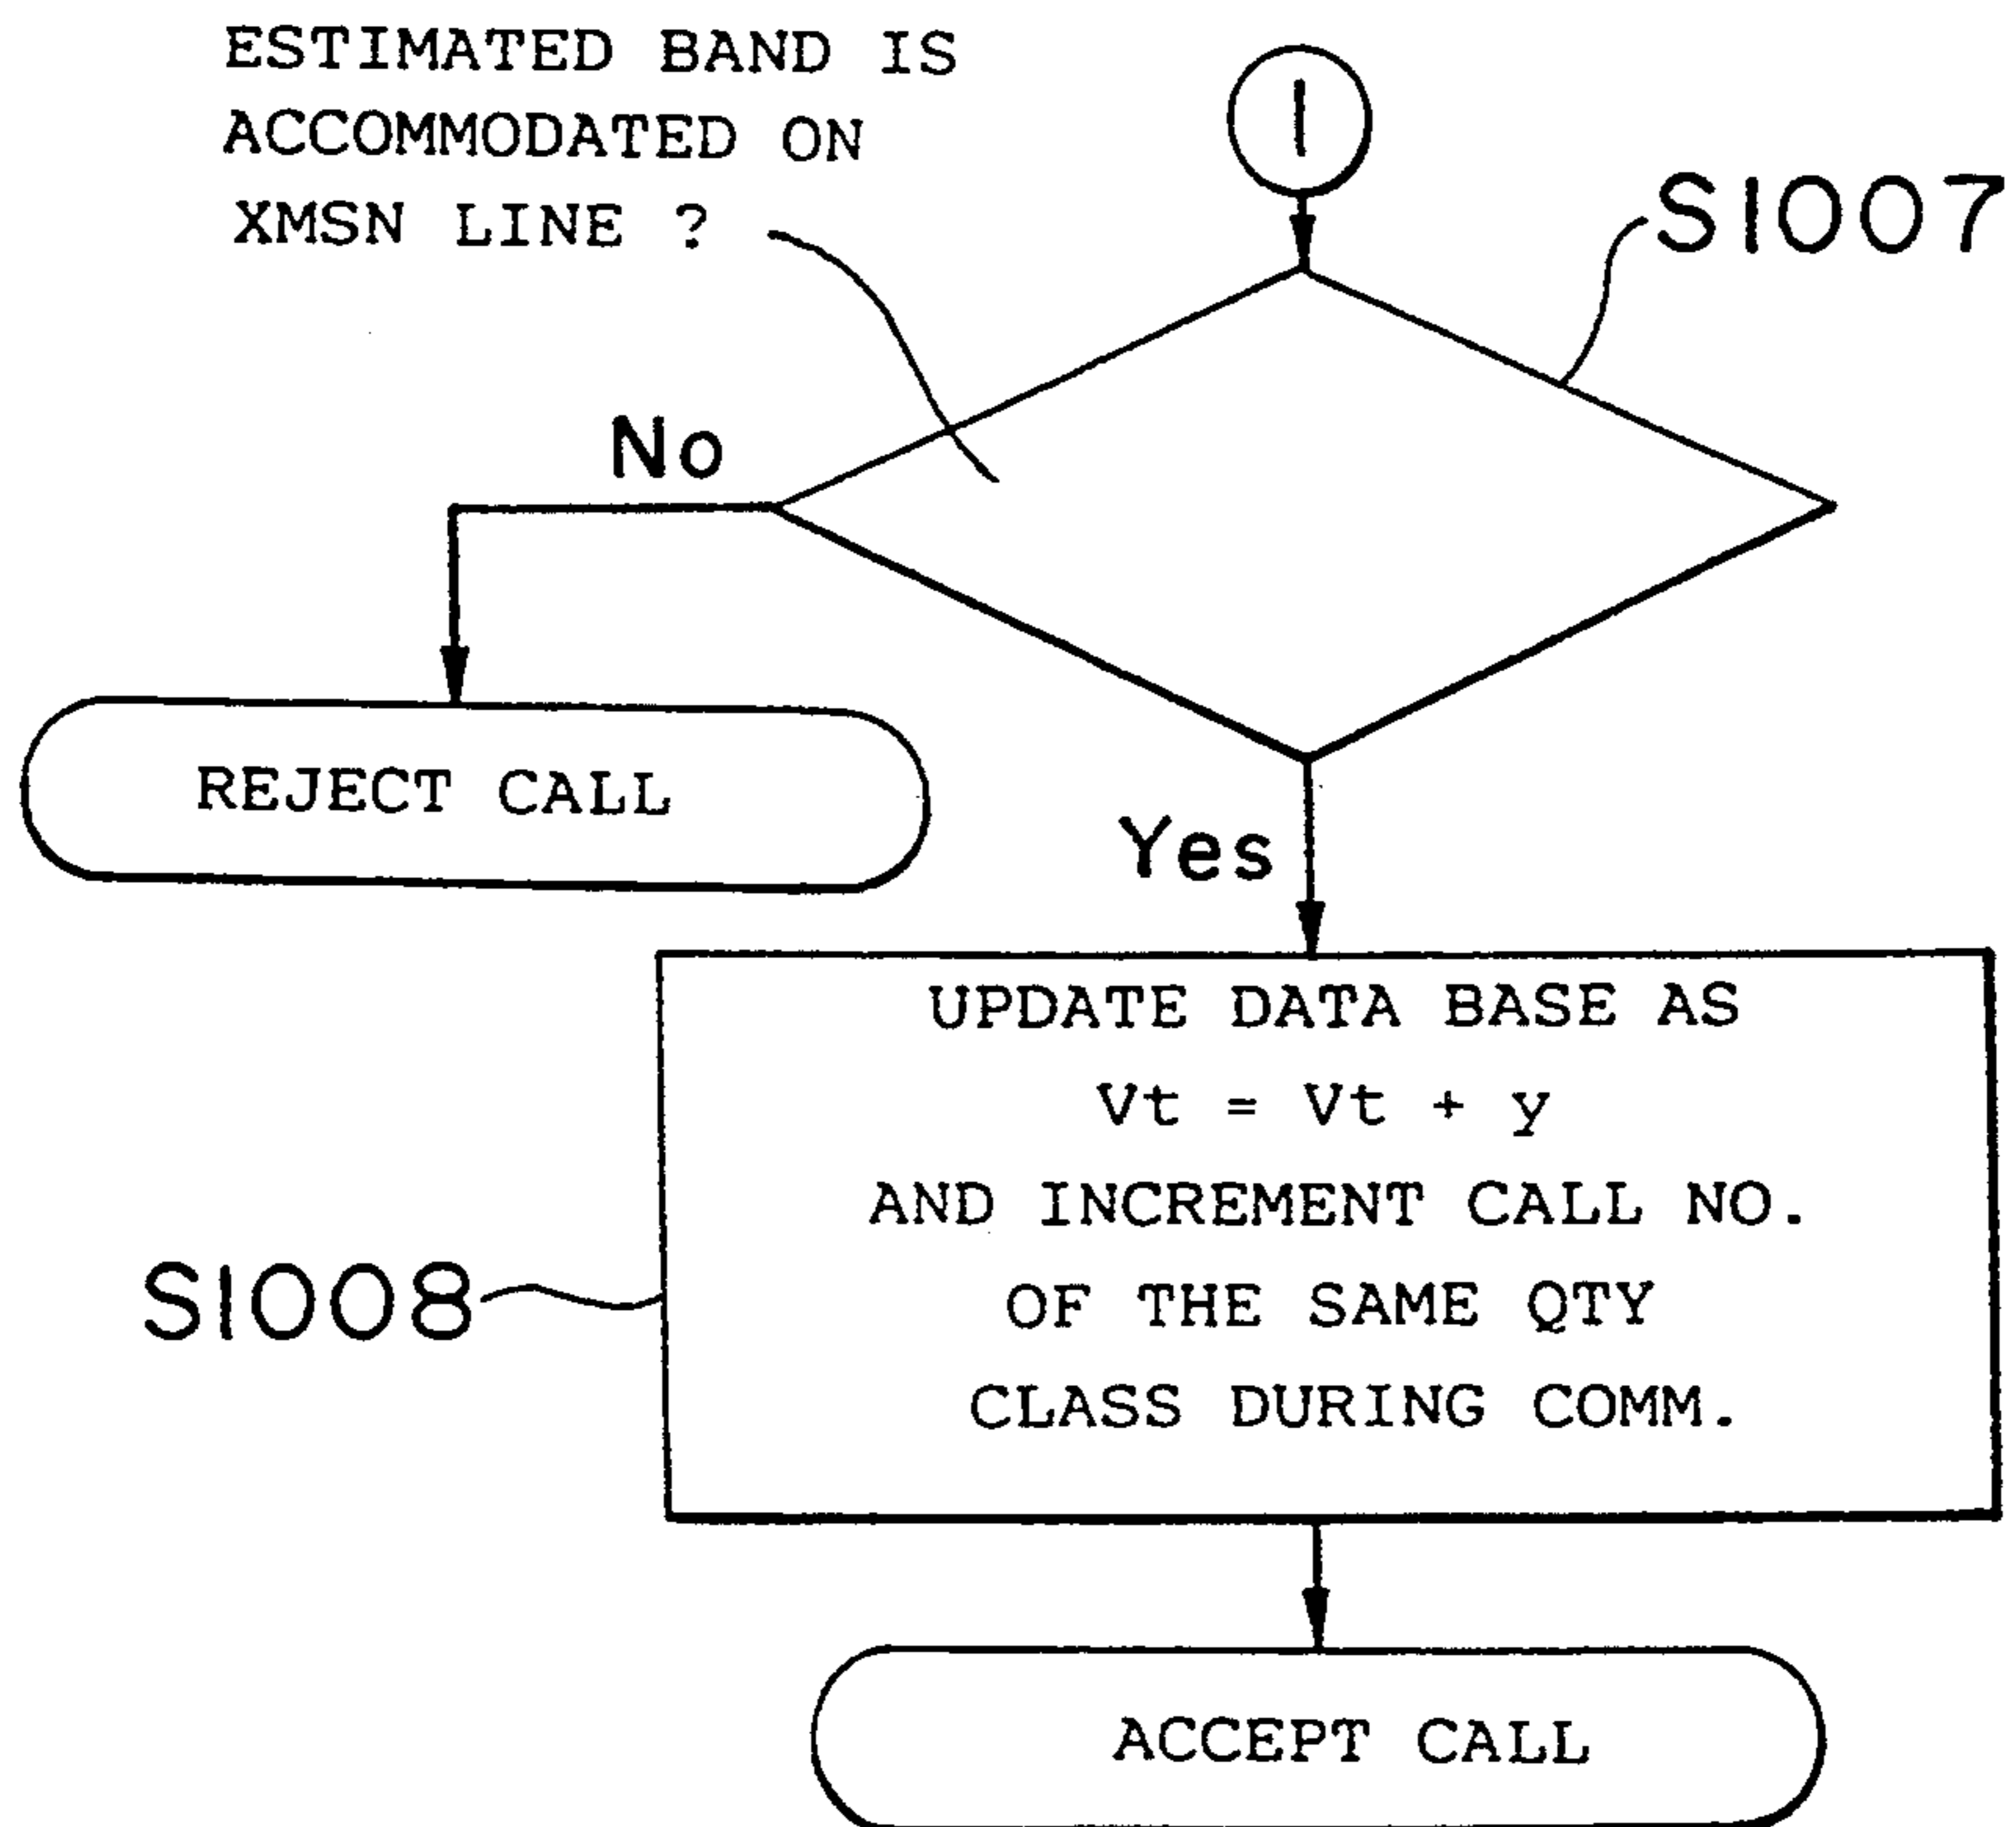 ESTIMATED BAND IS
ACCOMMODATED ON
XMSN LINE ?
1
S1007
No
REJECT CALL
Yes
UPDATE DATA BASE AS
Vt = Vt + y
AND INCREMENT CALL NO.
OF THE SAME QTY
CLASS DURING COMM.
S1008
ACCEPT CALL